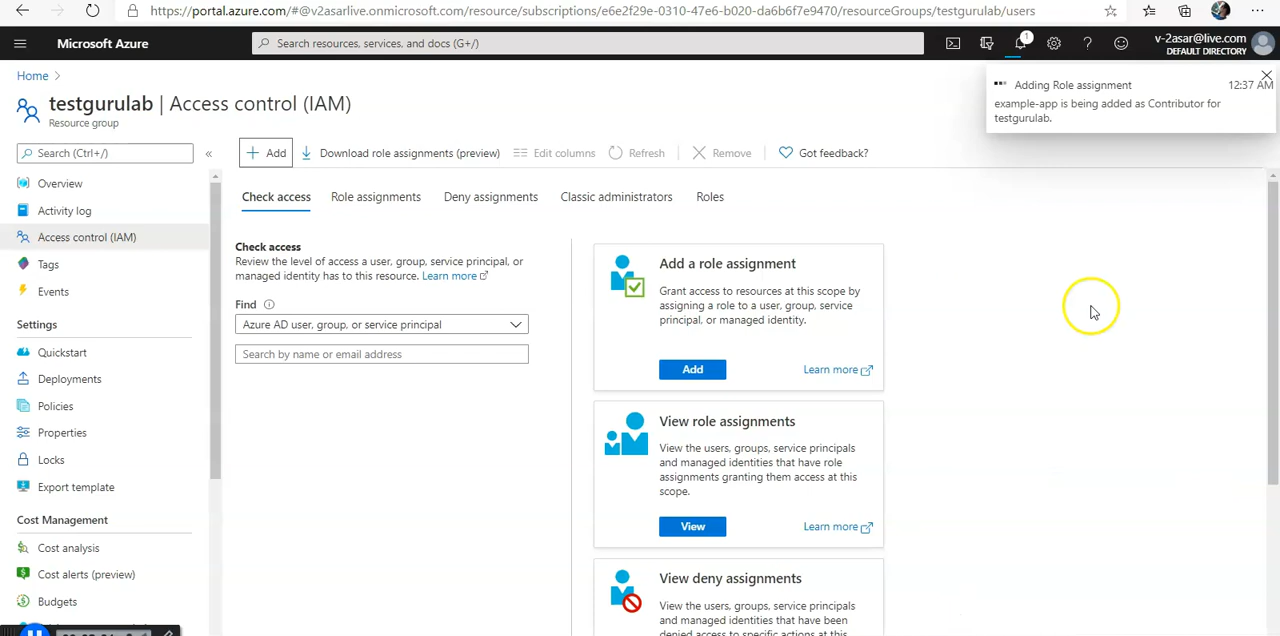 https://portal.azure.com/#@v2asarlive.onmicrosoft.com/resource/subscriptions/e6e2f29e-0310-47e6-b020-da6b6f7e9470/resourceGroups/testgurulab/users
Microsoft Azure
Search resources, services, and docs (G+/)
1
v-2asar@live.com
DEFAULT DIRECTORY
Home
Adding Role assignment 12:37 AM
example-app is being added as Contributor for
testgurulab.
testgurulab | Access control (IAM)
Resource group
Search (Ctrl+/)
Add
Download role assignments (preview)
Edit columns
Refresh
Remove
Got feedback?
Overview
Activity log
Access control (IAM)
Tags
Events
Settings
Quickstart
Deployments
Policies
Properties
Locks
Export template
Cost Management
Cost analysis
Cost alerts (preview)
Budgets
Check access
Role assignments
Deny assignments
Classic administrators
Roles
Check access
Review the level of access a user, group, service principal, or
managed identity has to this resource. Learn more
Find
Azure AD user, group, or service principal
Search by name or email address
Add a role assignment
Grant access to resources at this scope by
assigning a role to a user, group, service
principal, or managed identity.
Add
Learn more
View role assignments
View the users, groups, service principals
and managed identities that have role
assignments granting them access at this
scope.
View
Learn more
View deny assignments
View the users, groups, service principals
and managed identities that have been
denied access to specific actions at this